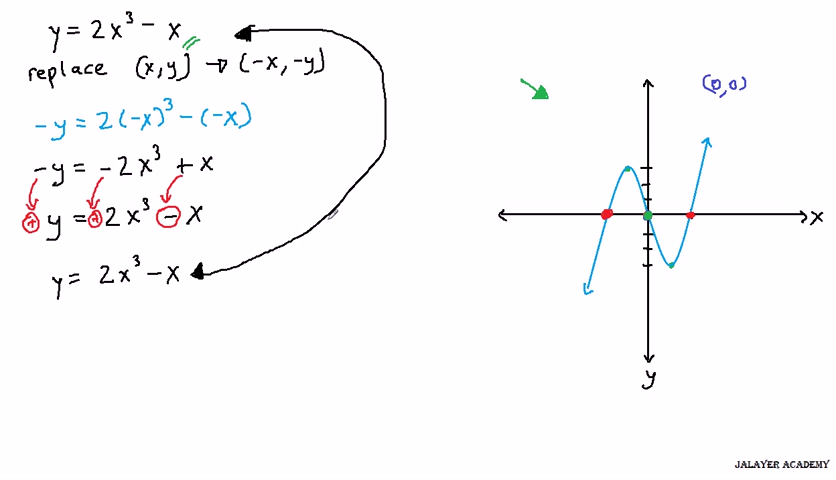 y = 2x³ - x
replace (x,y) → (-x,-y)
-y = 2(-x)³ - (-x)
-y = -2x³ + x
+y = +2x³ - x
y = 2x³ - x
(0,0)
x
y
JALAYER ACADEMY